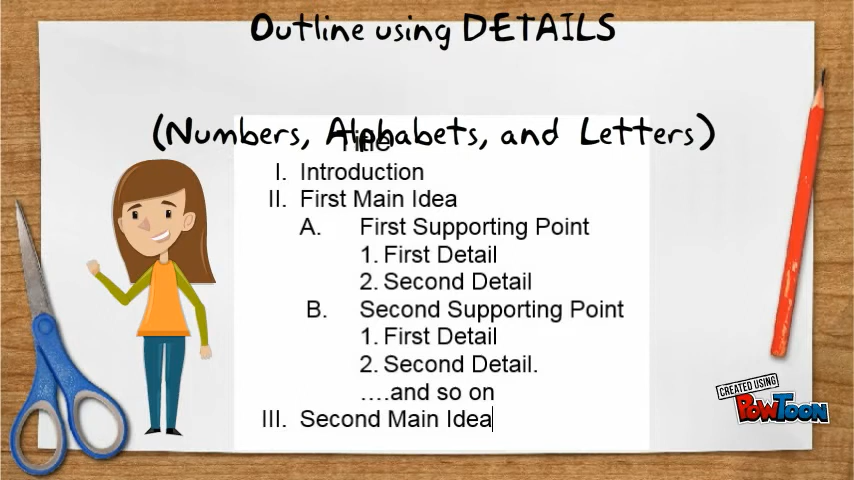 Outline using DETAILS
(Numbers, Alphabets, and Letters)
Title
I. Introduction
II. First Main Idea
A. First Supporting Point
1. First Detail
2. Second Detail
B. Second Supporting Point
1. First Detail
2. Second Detail.
....and so on
III. Second Main Idea
CREATED USING
POWTOON